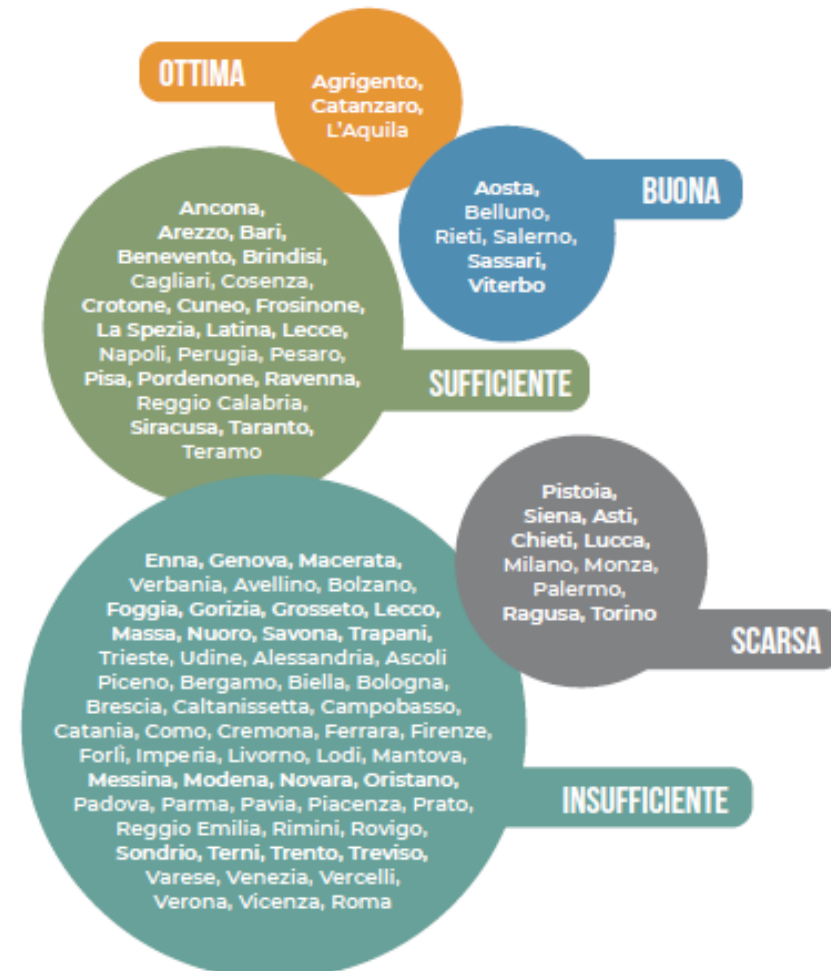 OTTIMA
Agrigento,
Catanzaro,
L'Aquila
BUONA
Aosta,
Belluno,
Rieti, Salerno,
Sassari,
Viterbo
Ancona,
Arezzo, Bari,
Benevento, Brindisi,
Cagliari, Cosenza,
Crotone, Cuneo, Frosinone,
La Spezia, Latina, Lecce,
Napoli, Perugia, Pesaro,
Pisa, Pordenone, Ravenna,
Reggio Calabria,
Siracusa, Taranto,
Teramo
SUFFICIENTE
Pistoia,
Siena, Asti,
Chieti, Lucca,
Milano, Monza,
Palermo,
Ragusa, Torino
SCARSA
Enna, Genova, Macerata,
Verbania, Avellino, Bolzano,
Foggia, Gorizia, Grosseto, Lecco,
Massa, Nuoro, Savona, Trapani,
Trieste, Udine, Alessandria, Ascoli
Piceno, Bergamo, Biella, Bologna,
Brescia, Caltanissetta, Campobasso,
Catania, Como, Cremona, Ferrara, Firenze,
Forlì, Imperia, Livorno, Lodi, Mantova,
Messina, Modena, Novara, Oristano,
Padova, Parma, Pavia, Piacenza, Prato,
Reggio Emilia, Rimini, Rovigo,
Sondrio, Terni, Trento, Treviso,
Varese, Venezia, Vercelli,
Verona, Vicenza, Roma
INSUFFICIENTE